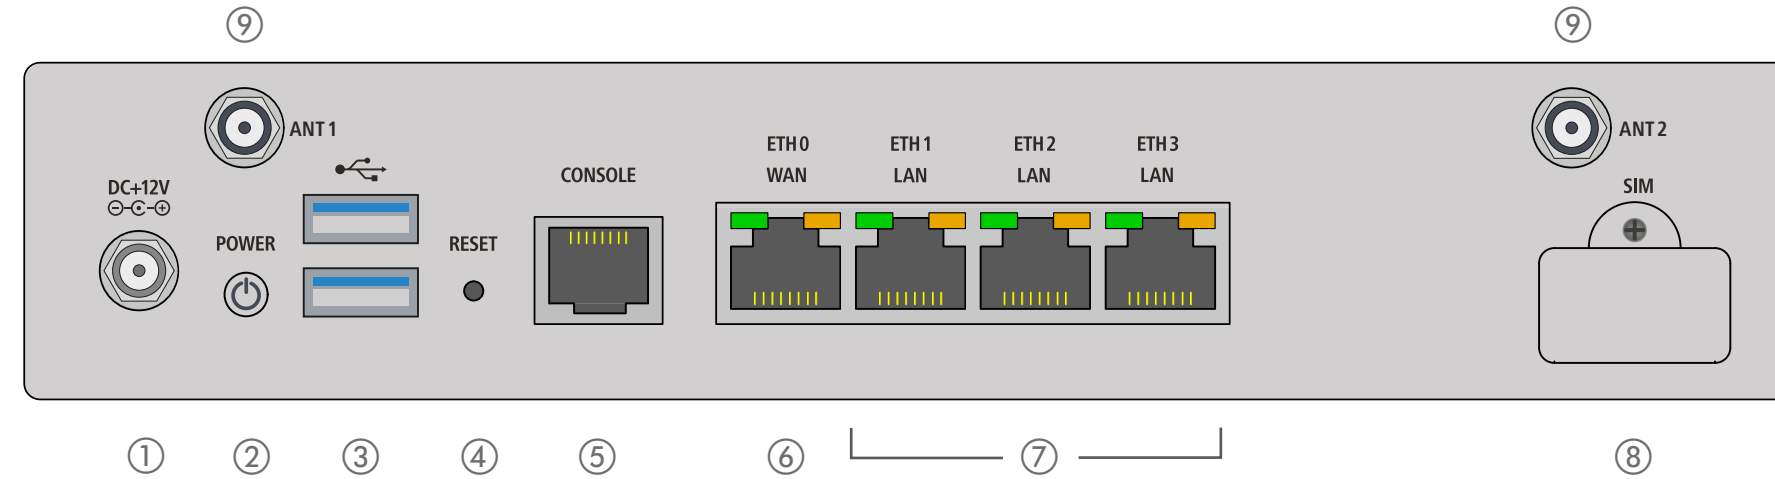 ⑨ ⑨
ANT 1
ANT 2
ETH 0 ETH 1 ETH 2 ETH 3
WAN LAN LAN LAN
CONSOLE
DC+12V
SIM
POWER
RESET
① ② ③ ④ ⑤ ⑥ ⑦ ⑧